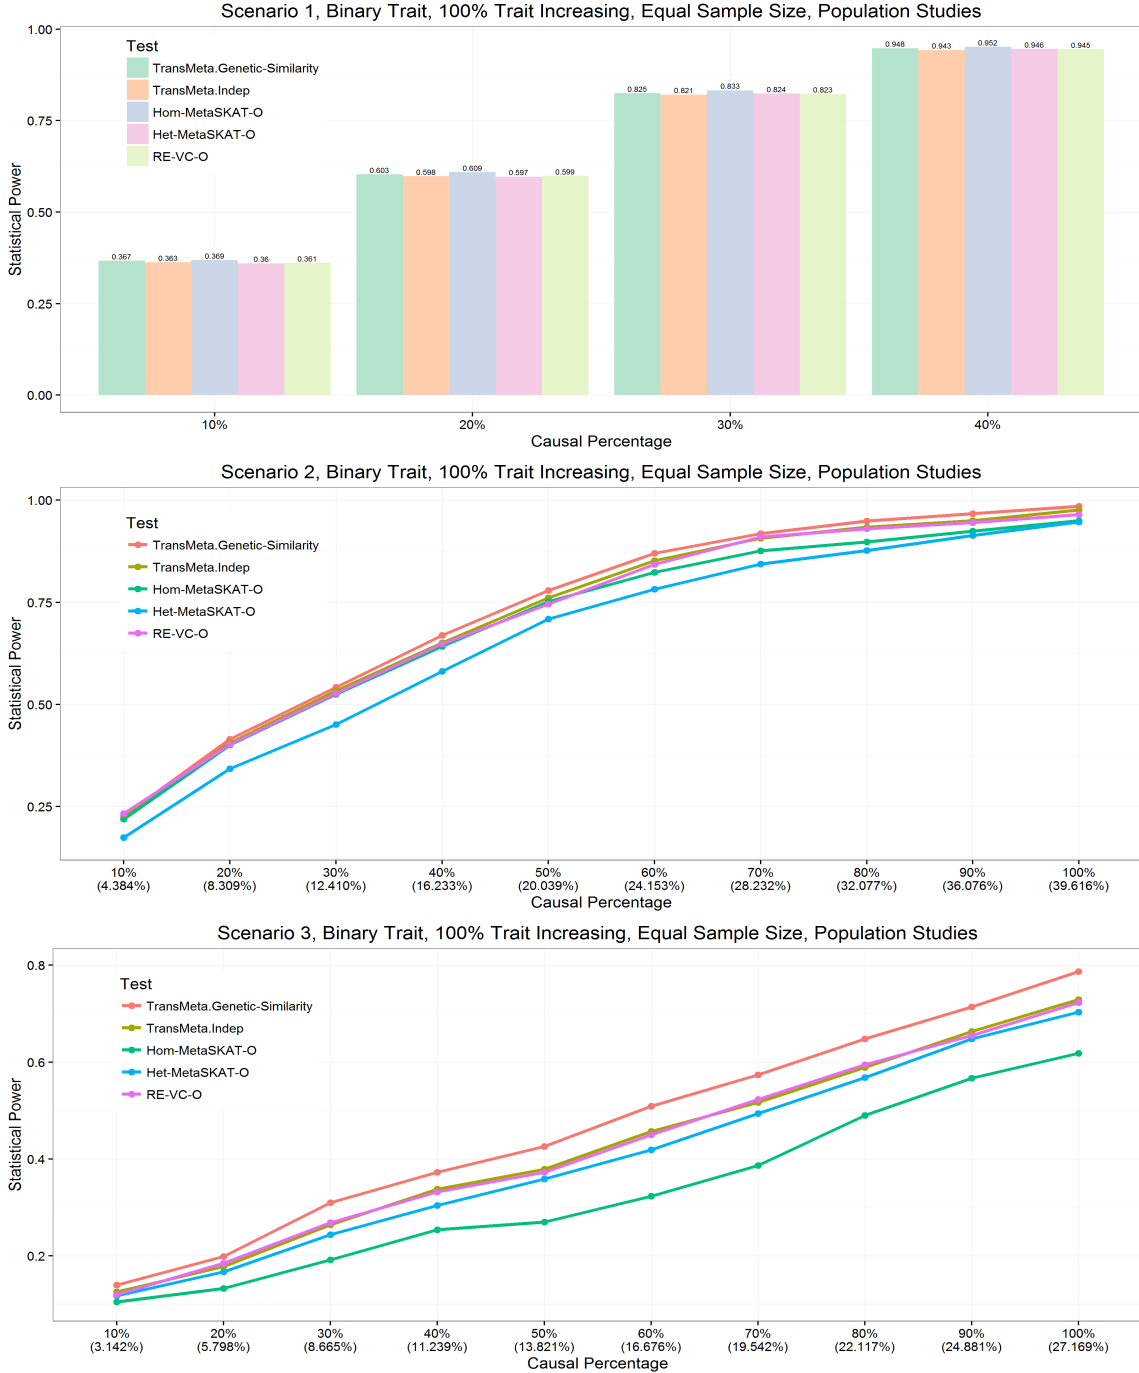 Scenario 1, Binary Trait, 100% Trait Increasing, Equal Sample Size, Population Studies
1.00
0.75
0.50
0.25
0.00
Statistical Power
Test
TransMeta.Genetic-Similarity
TransMeta.Indep
Hom-MetaSKAT-O
Het-MetaSKAT-O
RE-VC-O
0.367 0.363 0.369 0.36 0.361
0.603 0.598 0.609 0.597 0.599
0.825 0.821 0.833 0.824 0.823
0.948 0.943 0.952 0.946 0.945
10% 20% 30% 40%
Causal Percentage
Scenario 2, Binary Trait, 100% Trait Increasing, Equal Sample Size, Population Studies
1.00
0.75
0.50
0.25
Statistical Power
Test
TransMeta.Genetic-Similarity
TransMeta.Indep
Hom-MetaSKAT-O
Het-MetaSKAT-O
RE-VC-O
10% 20% 30% 40% 50% 60% 70% 80% 90% 100%
(4.384%) (8.309%) (12.410%) (16.233%) (20.039%) (24.153%) (28.232%) (32.077%) (36.076%) (39.616%)
Causal Percentage
Scenario 3, Binary Trait, 100% Trait Increasing, Equal Sample Size, Population Studies
0.8
0.6
0.4
0.2
Statistical Power
Test
TransMeta.Genetic-Similarity
TransMeta.Indep
Hom-MetaSKAT-O
Het-MetaSKAT-O
RE-VC-O
10% 20% 30% 40% 50% 60% 70% 80% 90% 100%
(3.142%) (5.798%) (8.665%) (11.239%) (13.821%) (16.676%) (19.542%) (22.117%) (24.881%) (27.169%)
Causal Percentage